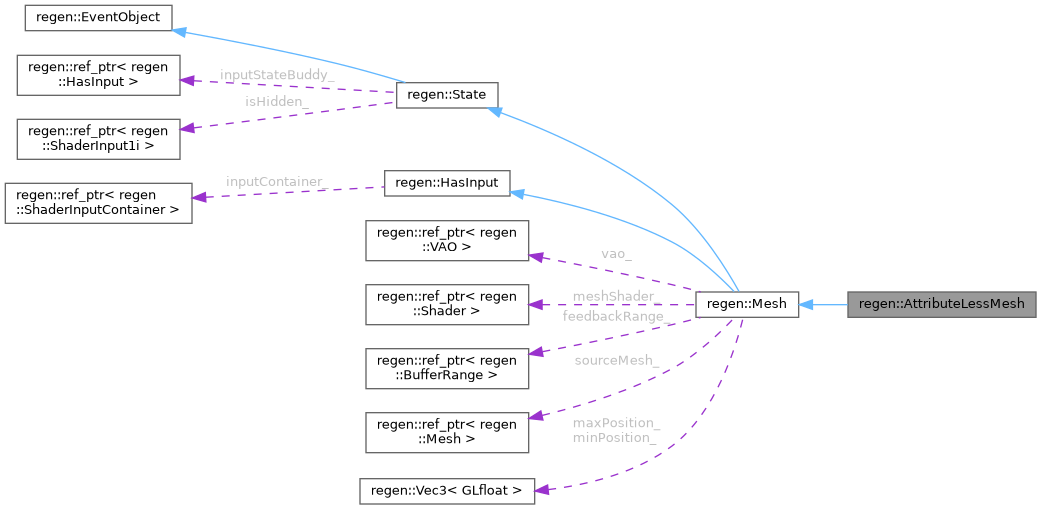 regen::EventObject
regen::ref_ptr< regen
::HasInput >
inputStateBuddy_
regen::State
isHidden_
regen::ref_ptr< regen
::ShaderInput1i >
regen::ref_ptr< regen
::ShaderInputContainer >
inputContainer_
regen::HasInput
regen::ref_ptr< regen
::VAO >
vao_
regen::ref_ptr< regen
::Shader >
meshShader_
regen::Mesh
regen::AttributeLessMesh
feedbackRange_
regen::ref_ptr< regen
::BufferRange >
sourceMesh_
regen::ref_ptr< regen
::Mesh >
maxPosition_
minPosition_
regen::Vec3< GLfloat >